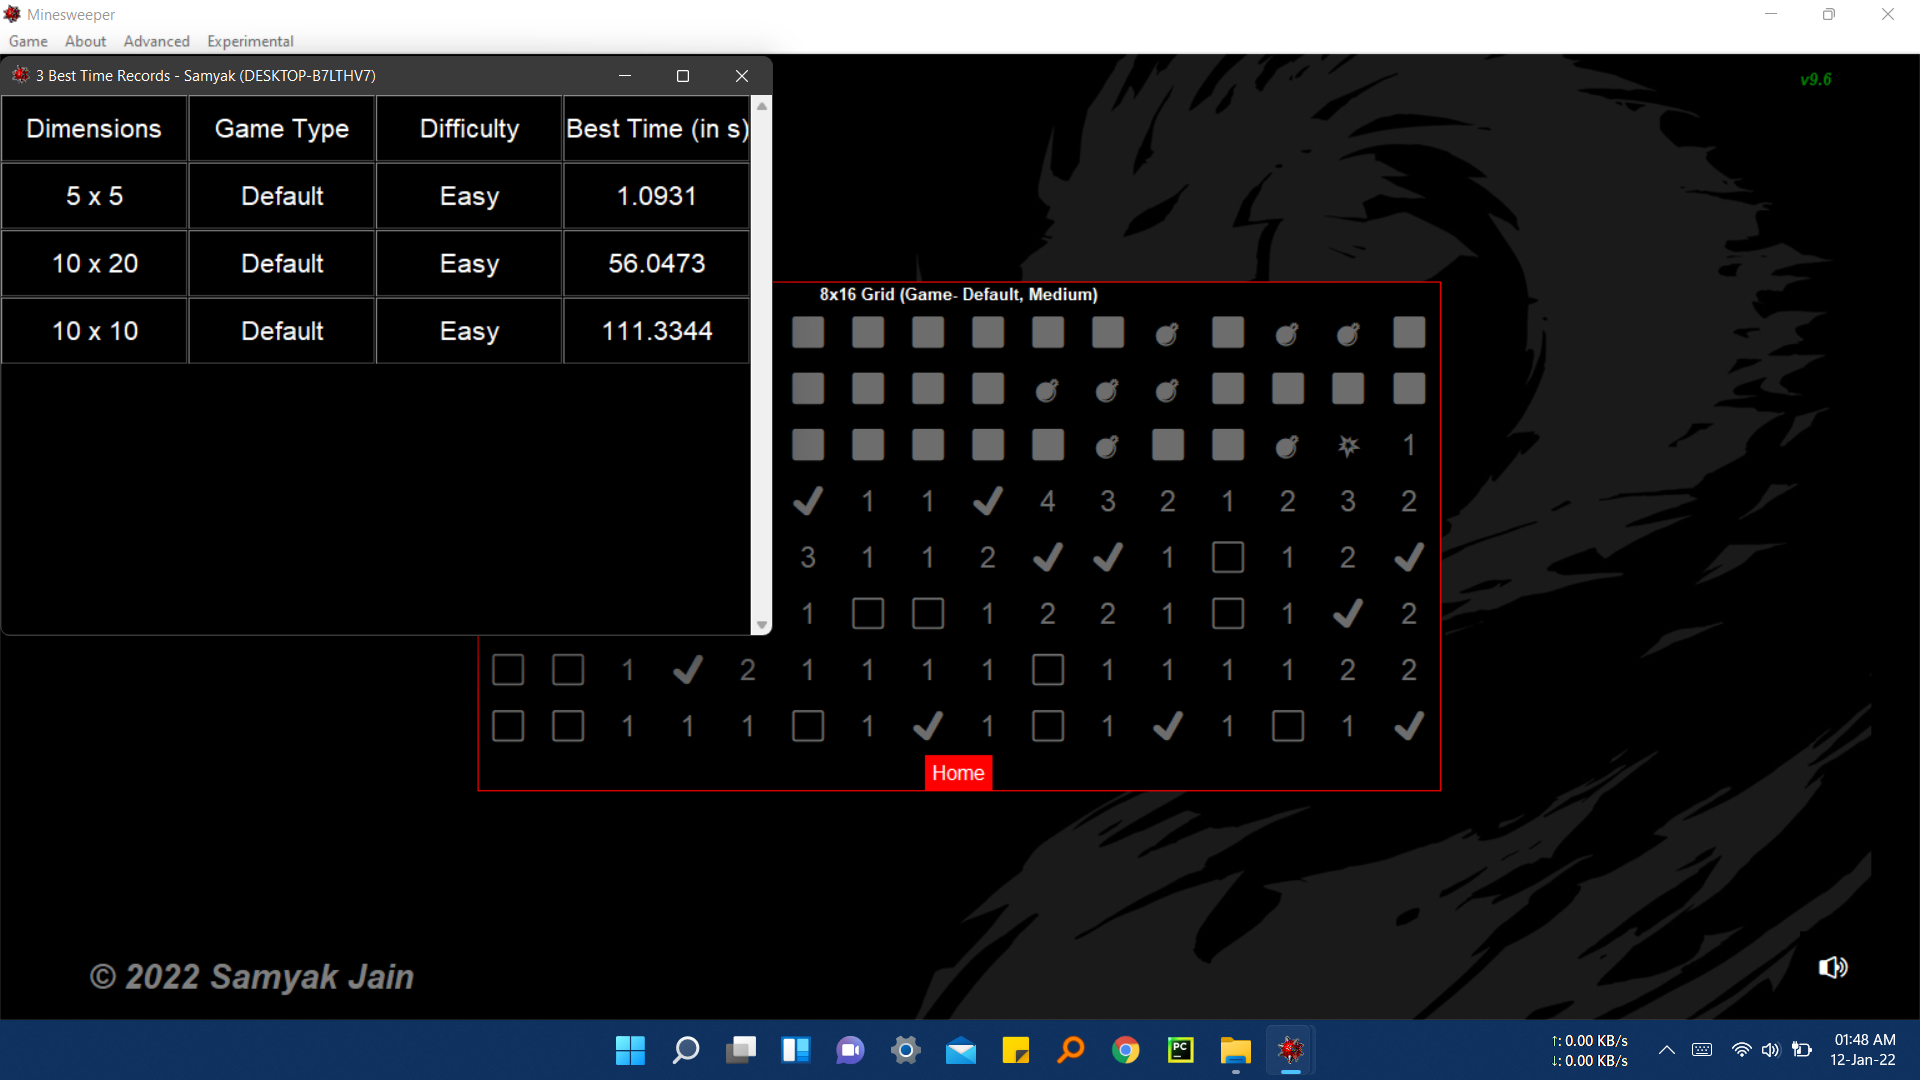 Minesweeper
Game About Advanced Experimental
3 Best Time Records - Samyak (DESKTOP-B7LTHV7)
v9.6
Dimensions Game Type Difficulty Best Time (in s)
5 x 5 Default Easy 1.0931
10 x 20 Default Easy 56.0473
10 x 10 Default Easy 111.3344
8x16 Grid (Game- Default, Medium)
1
1 1 4 3 2 1 2 3 2
3 1 1 2 1 1 2
1 1 2 2 1 1 2
1 2 1 1 1 1 1 1 1 1 2 2
1 1 1 1 1 1 1 1
Home
© 2022 Samyak Jain
PC
↑: 0.00 KB/s
↓: 0.00 KB/s
01:48 AM
12-Jan-22